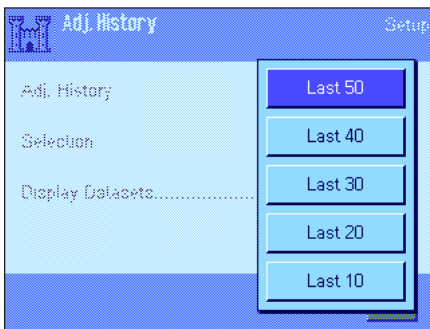 Adj. History
Setup
Adj. History
Selection
Display Datasets...................
Last 50
Last 40
Last 30
Last 20
Last 10